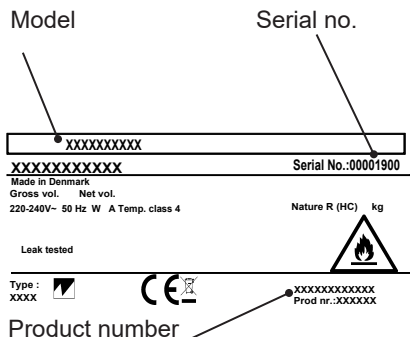 Model Serial no.
XXXXXXXXXX
XXXXXXXXXXX Serial No.:00001900
Made in Denmark
Gross vol. Net vol.
220-240V~ 50 Hz W A Temp. class 4 Nature R (HC) kg
Leak tested
Type :
XXXX
CE
XXXXXXXXXXXX
Prod nr.:XXXXXX
Product number